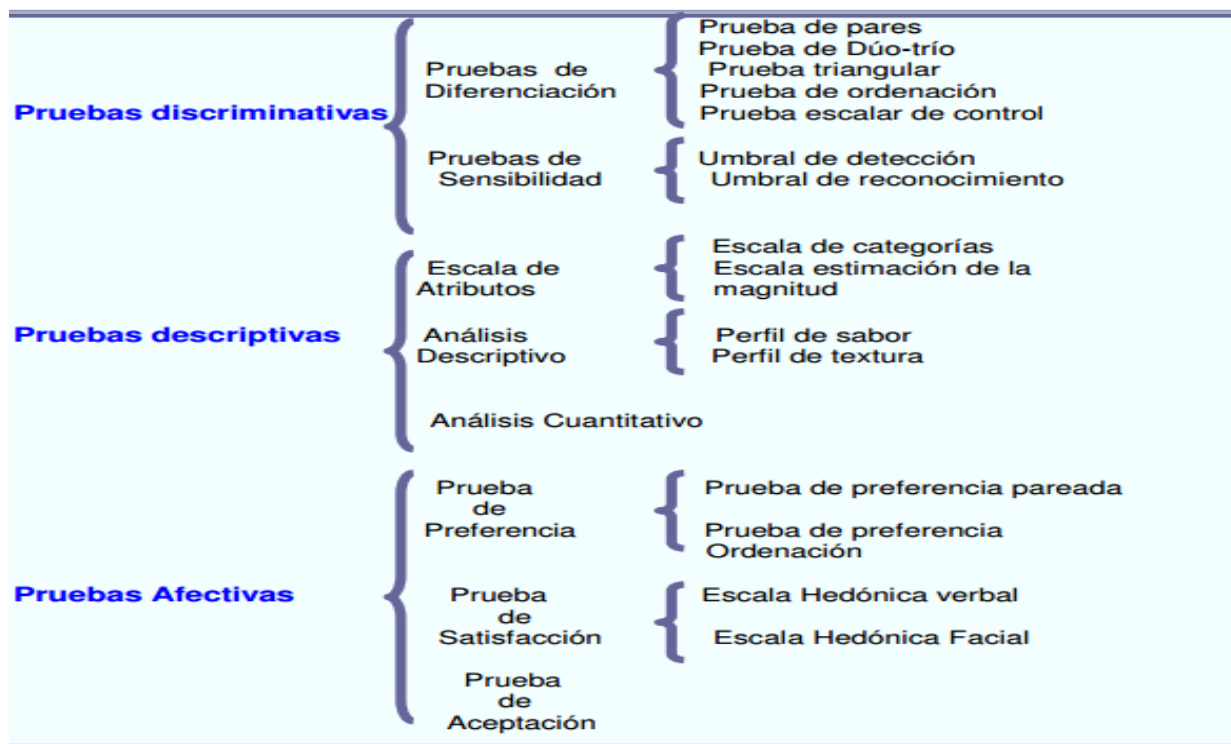 Pruebas discriminativas
Pruebas de
Diferenciación
Prueba de pares
Prueba de Dúo-trío
Prueba triangular
Prueba de ordenación
Prueba escalar de control
Pruebas de
Sensibilidad
Umbral de detección
Umbral de reconocimiento
Pruebas descriptivas
Escala de
Atributos
Escala de categorías
Escala estimación de la
magnitud
Análisis
Descriptivo
Perfil de sabor
Perfil de textura
Análisis Cuantitativo
Pruebas Afectivas
Prueba
de
Preferencia
Prueba de preferencia pareada
Prueba de preferencia
Ordenación
Prueba
de
Satisfacción
Escala Hedónica verbal
Escala Hedónica Facial
Prueba
de
Aceptación